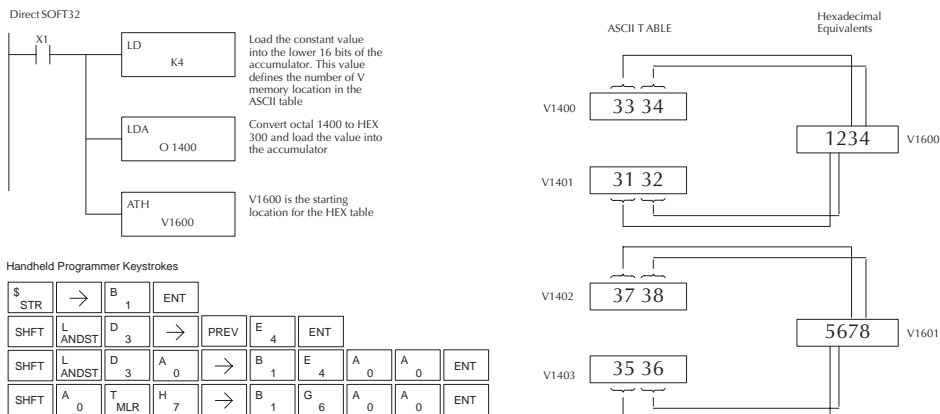 Direct SOFT32
X1
LD
K4
Load the constant value
into the lower 16 bits of the
accumulator. This value
defines the number of V
memory location in the
ASCII table
LDA
O 1400
Convert octal 1400 to HEX
300 and load the value into
the accumulator
ATH
V1600
V1600 is the starting
location for the HEX table
Handheld Programmer Keystrokes
$ STR → B 1 ENT
SHFT L ANDST D 3 → PREV E 4 ENT
SHFT L ANDST D 3 A 0 → B 1 E 4 A 0 A 0 ENT
SHFT A 0 T MLR H 7 → B 1 G 6 A 0 A 0 ENT
ASCII T ABLE
Hexadecimal
Equivalents
V1400 33 34
1234 V1600
V1401 31 32
V1402 37 38
5678 V1601
V1403 35 36